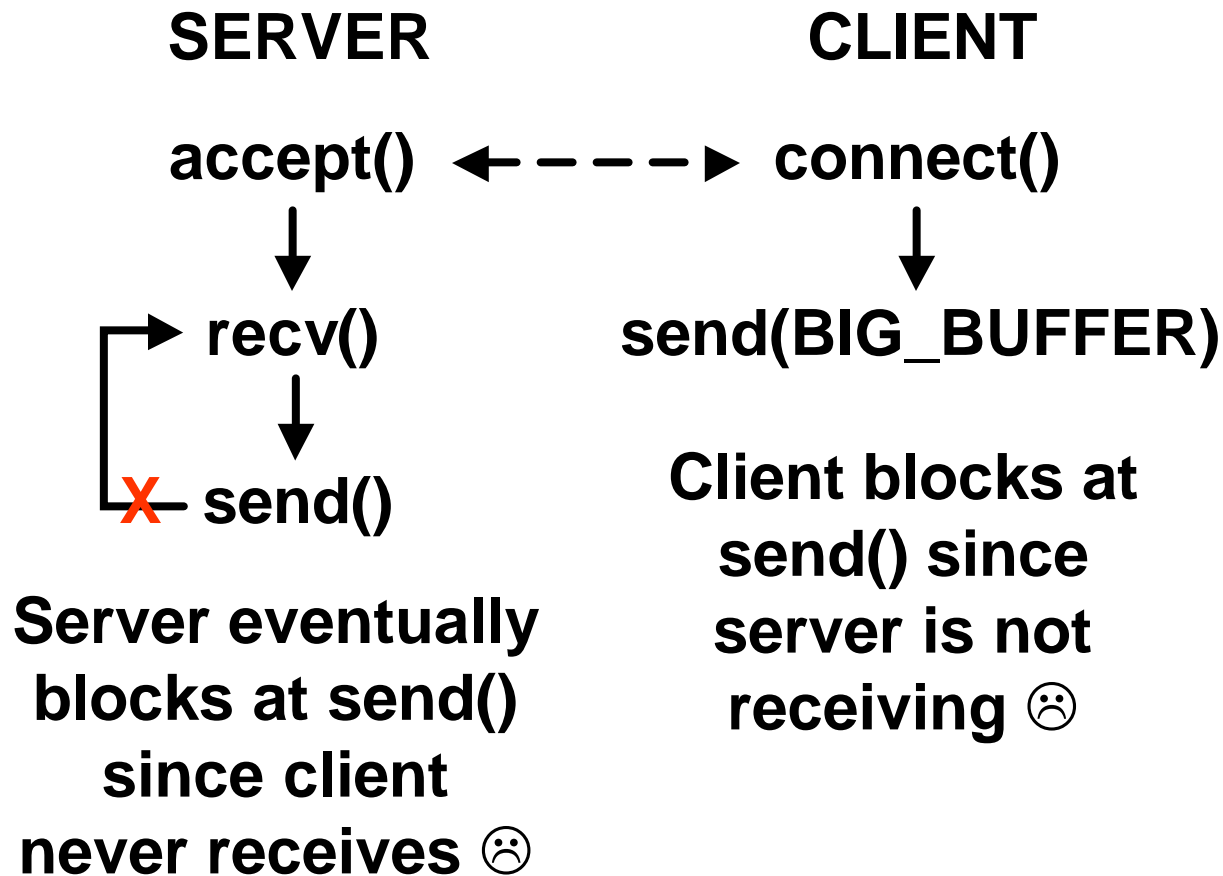 SERVER
CLIENT
accept()
connect()
recv()
send(BIG_BUFFER)
X
send()
Server eventually
blocks at send()
since client
never receives ☹
Client blocks at
send() since
server is not
receiving ☹